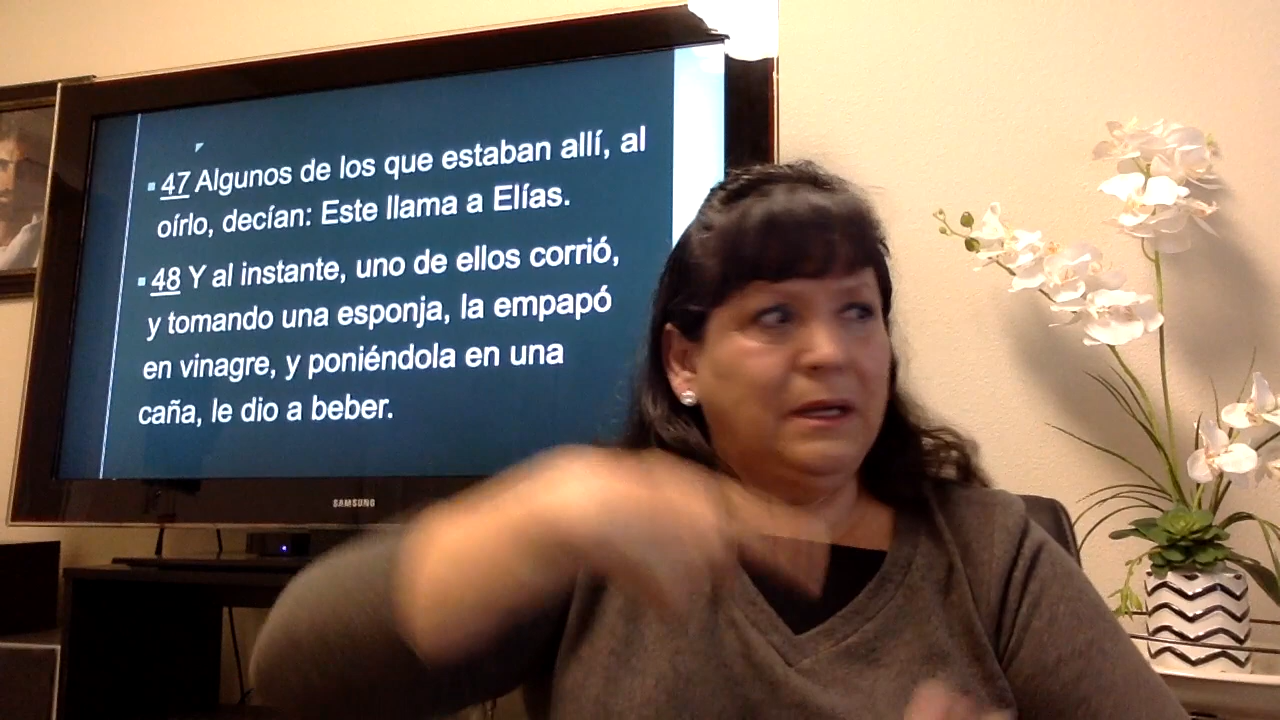 47 Algunos de los que estaban allí, al
oírlo, decían: Este llama a Elías.
48 Y al instante, uno de ellos corrió,
y tomando una esponja, la empapó
en vinagre, y poniéndola en una
caña, le dio a beber.
SAMSUNG